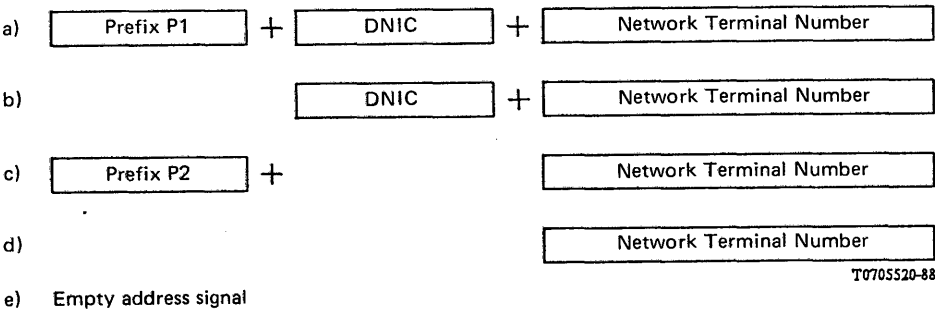 a) Prefix P1 + DNIC + Network Terminal Number
b) DNIC + Network Terminal Number
c) Prefix P2 + Network Terminal Number
d) Network Terminal Number
T0705520-88
e) Empty address signal